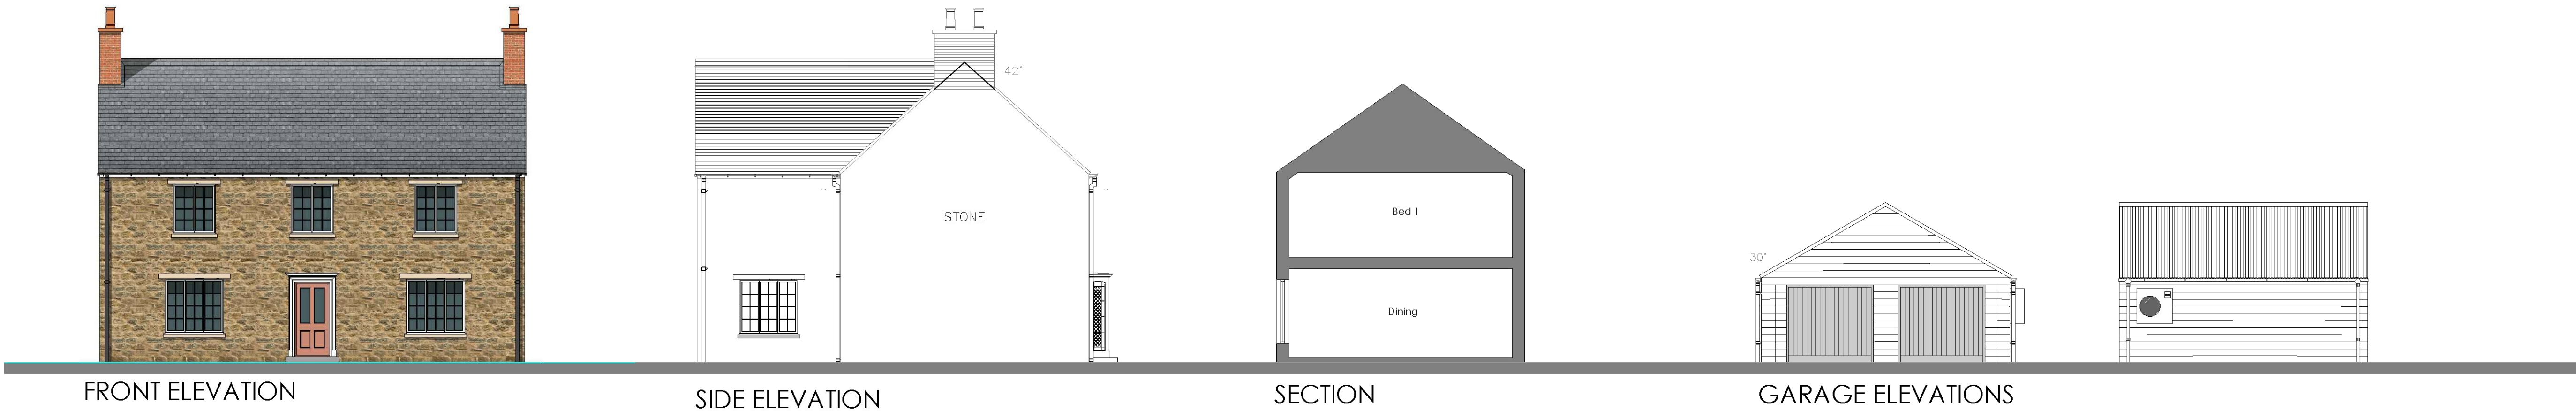 42°
STONE
Bed 1
Dining
30°
FRONT ELEVATION
SIDE ELEVATION
SECTION
GARAGE ELEVATIONS